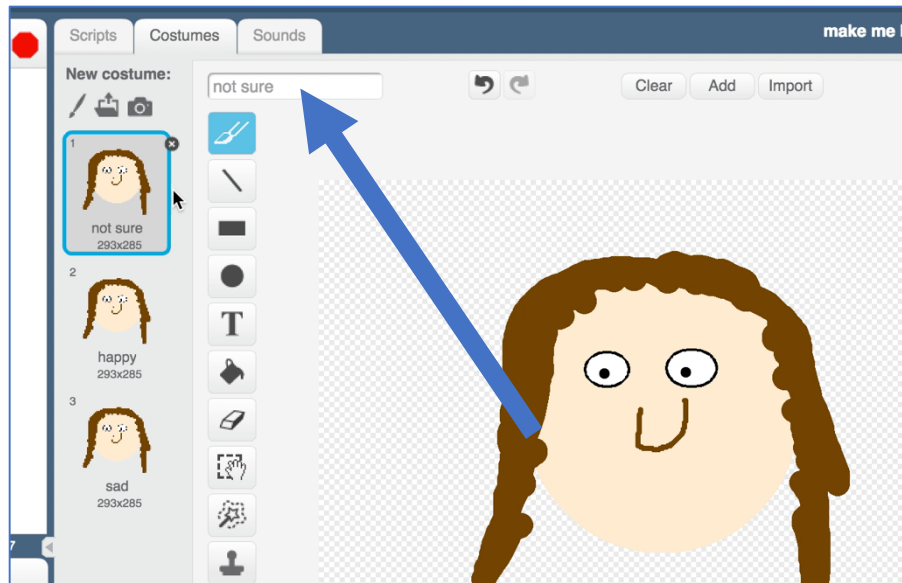 Scripts Costumes Sounds
make me
New costume:
not sure
Clear Add Import
1
not sure
293x285
2
happy
293x285
3
sad
293x285
T
7